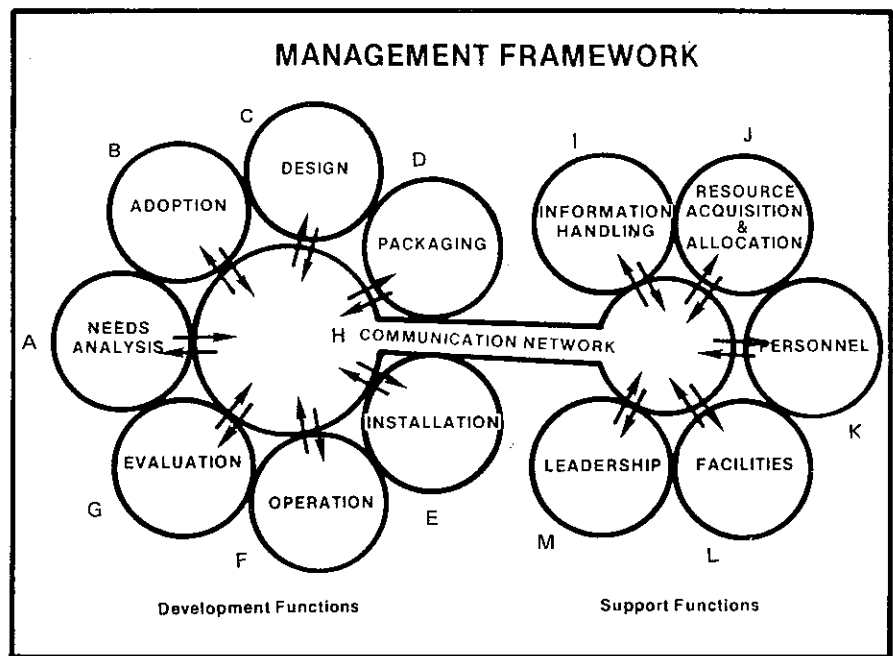 MANAGEMENT FRAMEWORK
A
NEEDS
ANALYSIS
B
ADOPTION
C
DESIGN
D
PACKAGING
H COMMUNICATION NETWORK
E
INSTALLATION
F
OPERATION
G
EVALUATION
I
INFORMATION
HANDLING
J
RESOURCE
ACQUISITION
&
ALLOCATION
K
PERSONNEL
L
FACILITIES
M
LEADERSHIP
Development Functions
Support Functions